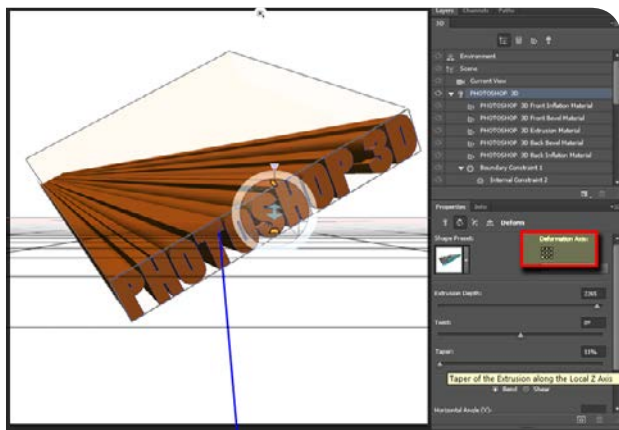 Layers Channels Paths
3D
Environment
Scene
Current View
PHOTOSHOP 3D
PHOTOSHOP 3D Front Inflation Material
PHOTOSHOP 3D Front Bevel Material
PHOTOSHOP 3D Extrusion Material
PHOTOSHOP 3D Back Bevel Material
PHOTOSHOP 3D Back Inflation Material
Boundary Constraint 1
Internal Constraint 2
PHOTOSHOP 3D
Properties Info
Deform
Shape Preset: Deformation Axis:
Extrusion Depth:
Twist: 0°
Taper:
Taper of the Extrusion along the Local Z Axis
Bend Shear
Horizontal Angle (Y):